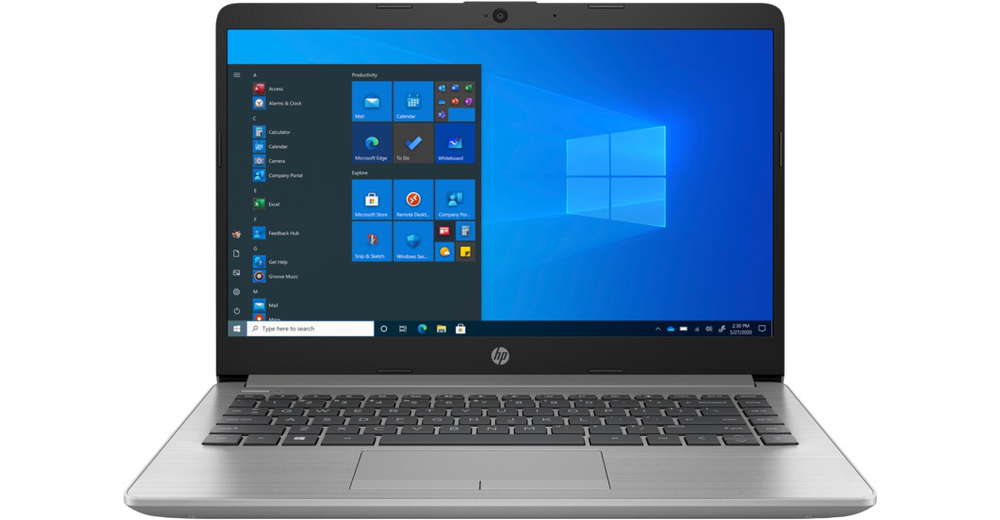 A
Access
Alarms & Clock
C
Calculator
Calendar
Camera
Company Portal
E
Excel
F
Feedback Hub
G
Get Help
Groove Music
M
Mail
Maps
Productivity
Mail
Calendar
Microsoft Edge
To Do
Whiteboard
Explore
Microsoft Store
Remote Deskt...
Company Por...
Snip & Sketch
Windows Sec...
Type here to search
2:30 PM
5/27/2020
hp
Q W E R T Y U I O P
A S D F G H J K L
Z X C V B N M